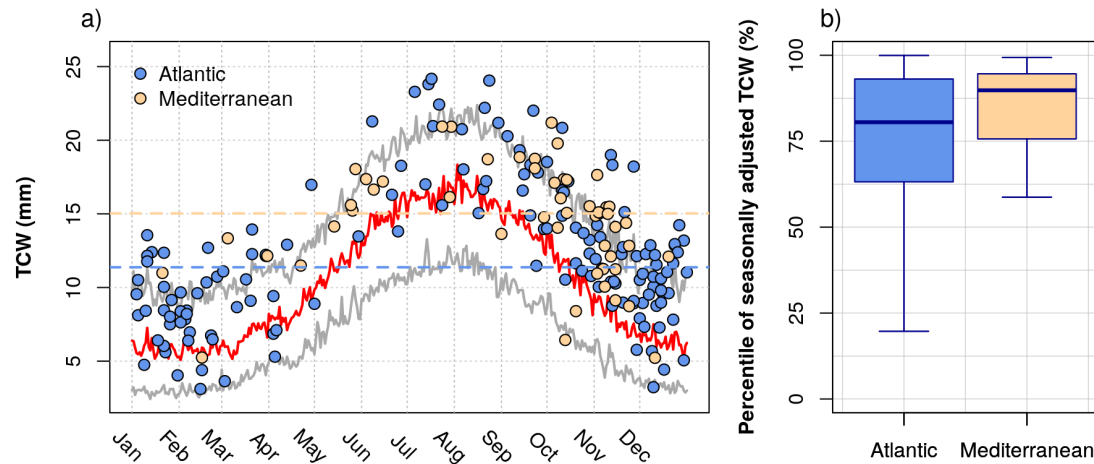 a)
TCW (mm)
25
20
15
10
5
Atlantic
Mediterranean
Jan
Feb
Mar
Apr
May
Jun
Jul
Aug
Sep
Oct
Nov
Dec
b)
Percentile of seasonally adjusted TCW (%)
100
75
50
25
0
Atlantic Mediterranean